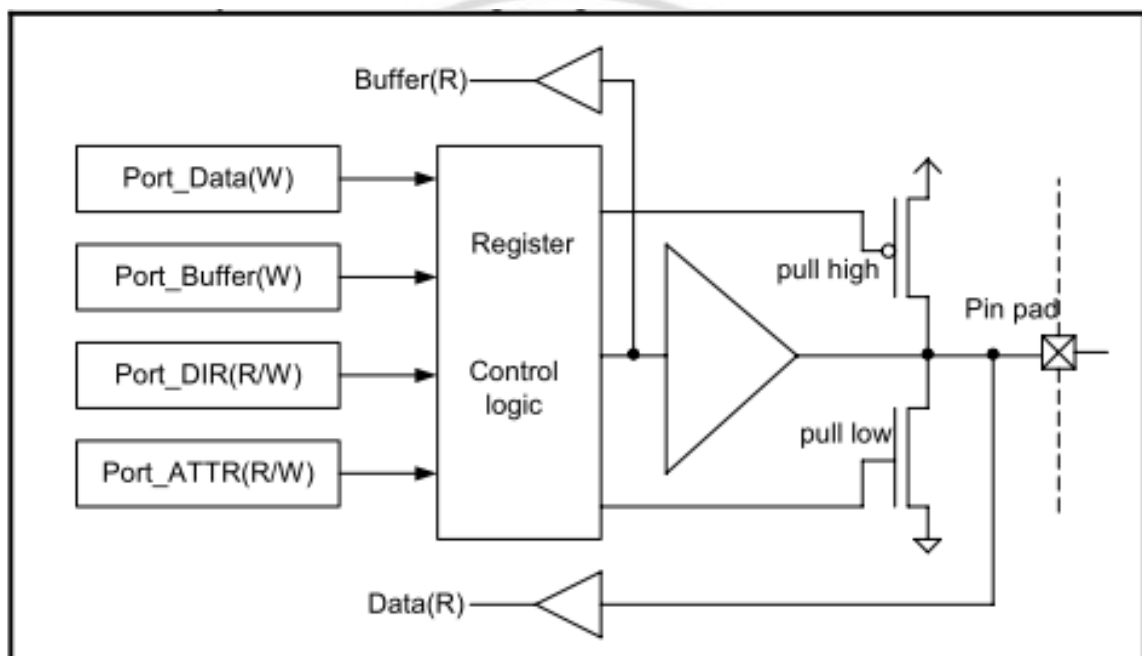 Buffer(R)
Port_Data(W)
Port_Buffer(W)
Port_DIR(R/W)
Port_ATTR(R/W)
Register
Control
logic
pull high
Pin pad
pull low
Data(R)